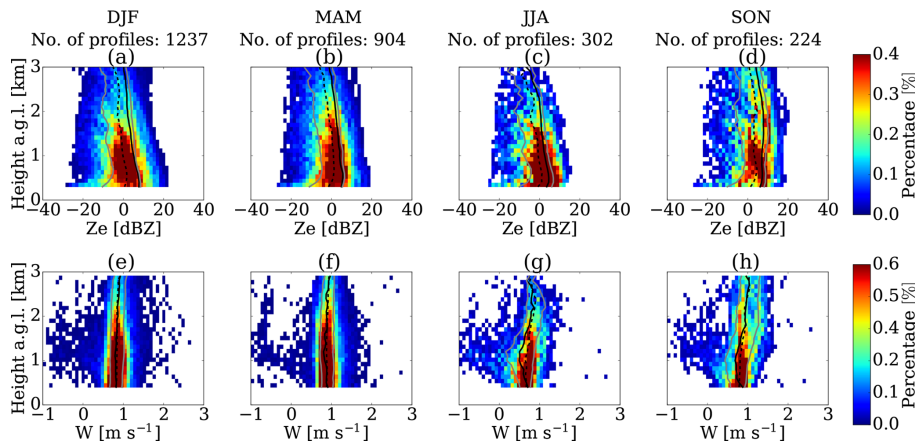 DJF MAM JJA SON
No. of profiles: 1237 No. of profiles: 904 No. of profiles: 302 No. of profiles: 224
(a) (b) (c) (d)
Height a.g.l. [km]
3
2
1
0
−40 −20 0 20 40 −40 −20 0 20 40 −40 −20 0 20 40 −40 −20 0 20 40
Ze [dBZ] Ze [dBZ] Ze [dBZ] Ze [dBZ]
0.4
0.3
0.2
0.1
0.0
Percentage [%]
(e) (f) (g) (h)
Height a.g.l. [km]
3
2
1
0
−1 0 1 2 3 −1 0 1 2 3 −1 0 1 2 3 −1 0 1 2 3
W [m s⁻¹] W [m s⁻¹] W [m s⁻¹] W [m s⁻¹]
0.6
0.5
0.4
0.3
0.2
0.1
0.0
Percentage [%]